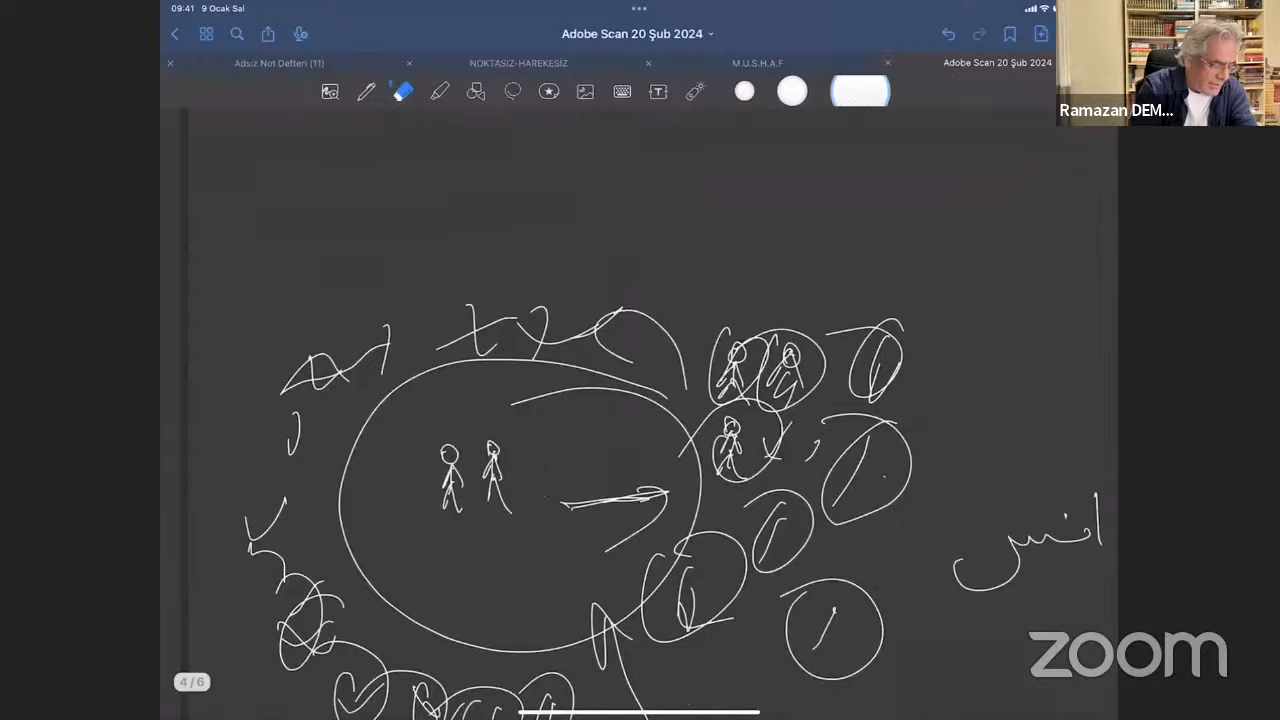 09:41 9 Ocak Sal
Adobe Scan 20 Şub 2024
Adsız Not Defteri (11)
NOKTASIZ-HAREKESİZ
M.U.S.H.A.F
Adobe Scan 20 Şub 2024
Ramazan DEM...
انس
4 / 6
zoom